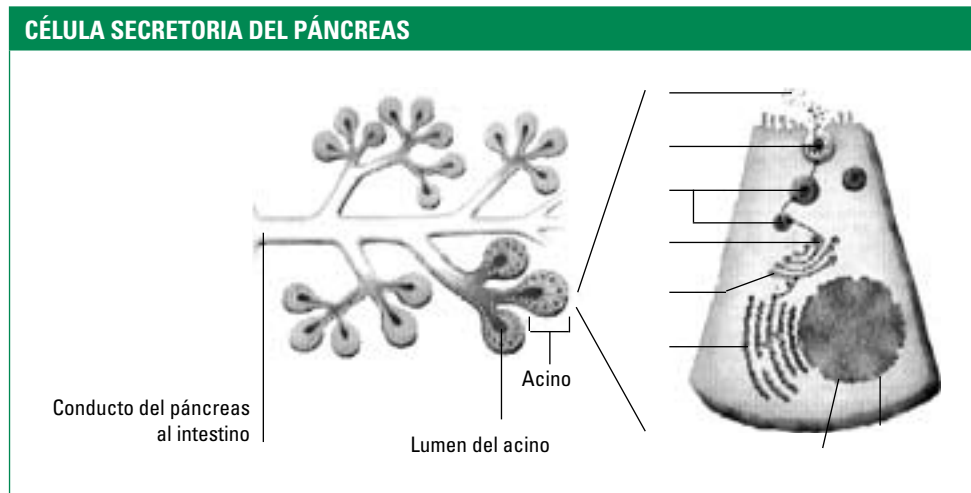 CÉLULA SECRETORIA DEL PÁNCREAS
Acino
Conducto del páncreas
al intestino
Lumen del acino